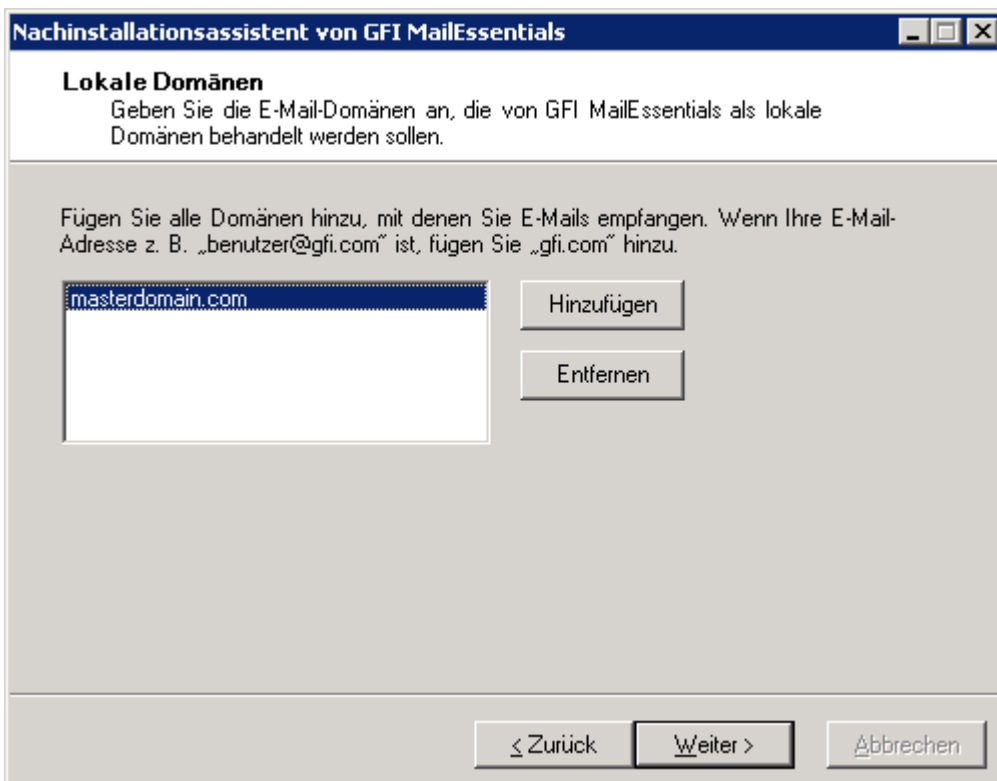 Nachinstallationsassistent von GFI MailEssentials
Lokale Domänen
Geben Sie die E-Mail-Domänen an, die von GFI MailEssentials als lokale
Domänen behandelt werden sollen.
Fügen Sie alle Domänen hinzu, mit denen Sie E-Mails empfangen. Wenn Ihre E-Mail-
Adresse z. B. „benutzer@gfi.com“ ist, fügen Sie „gfi.com“ hinzu.
masterdomain.com
Hinzufügen
Entfernen
< Zurück
Weiter >
Abbrechen